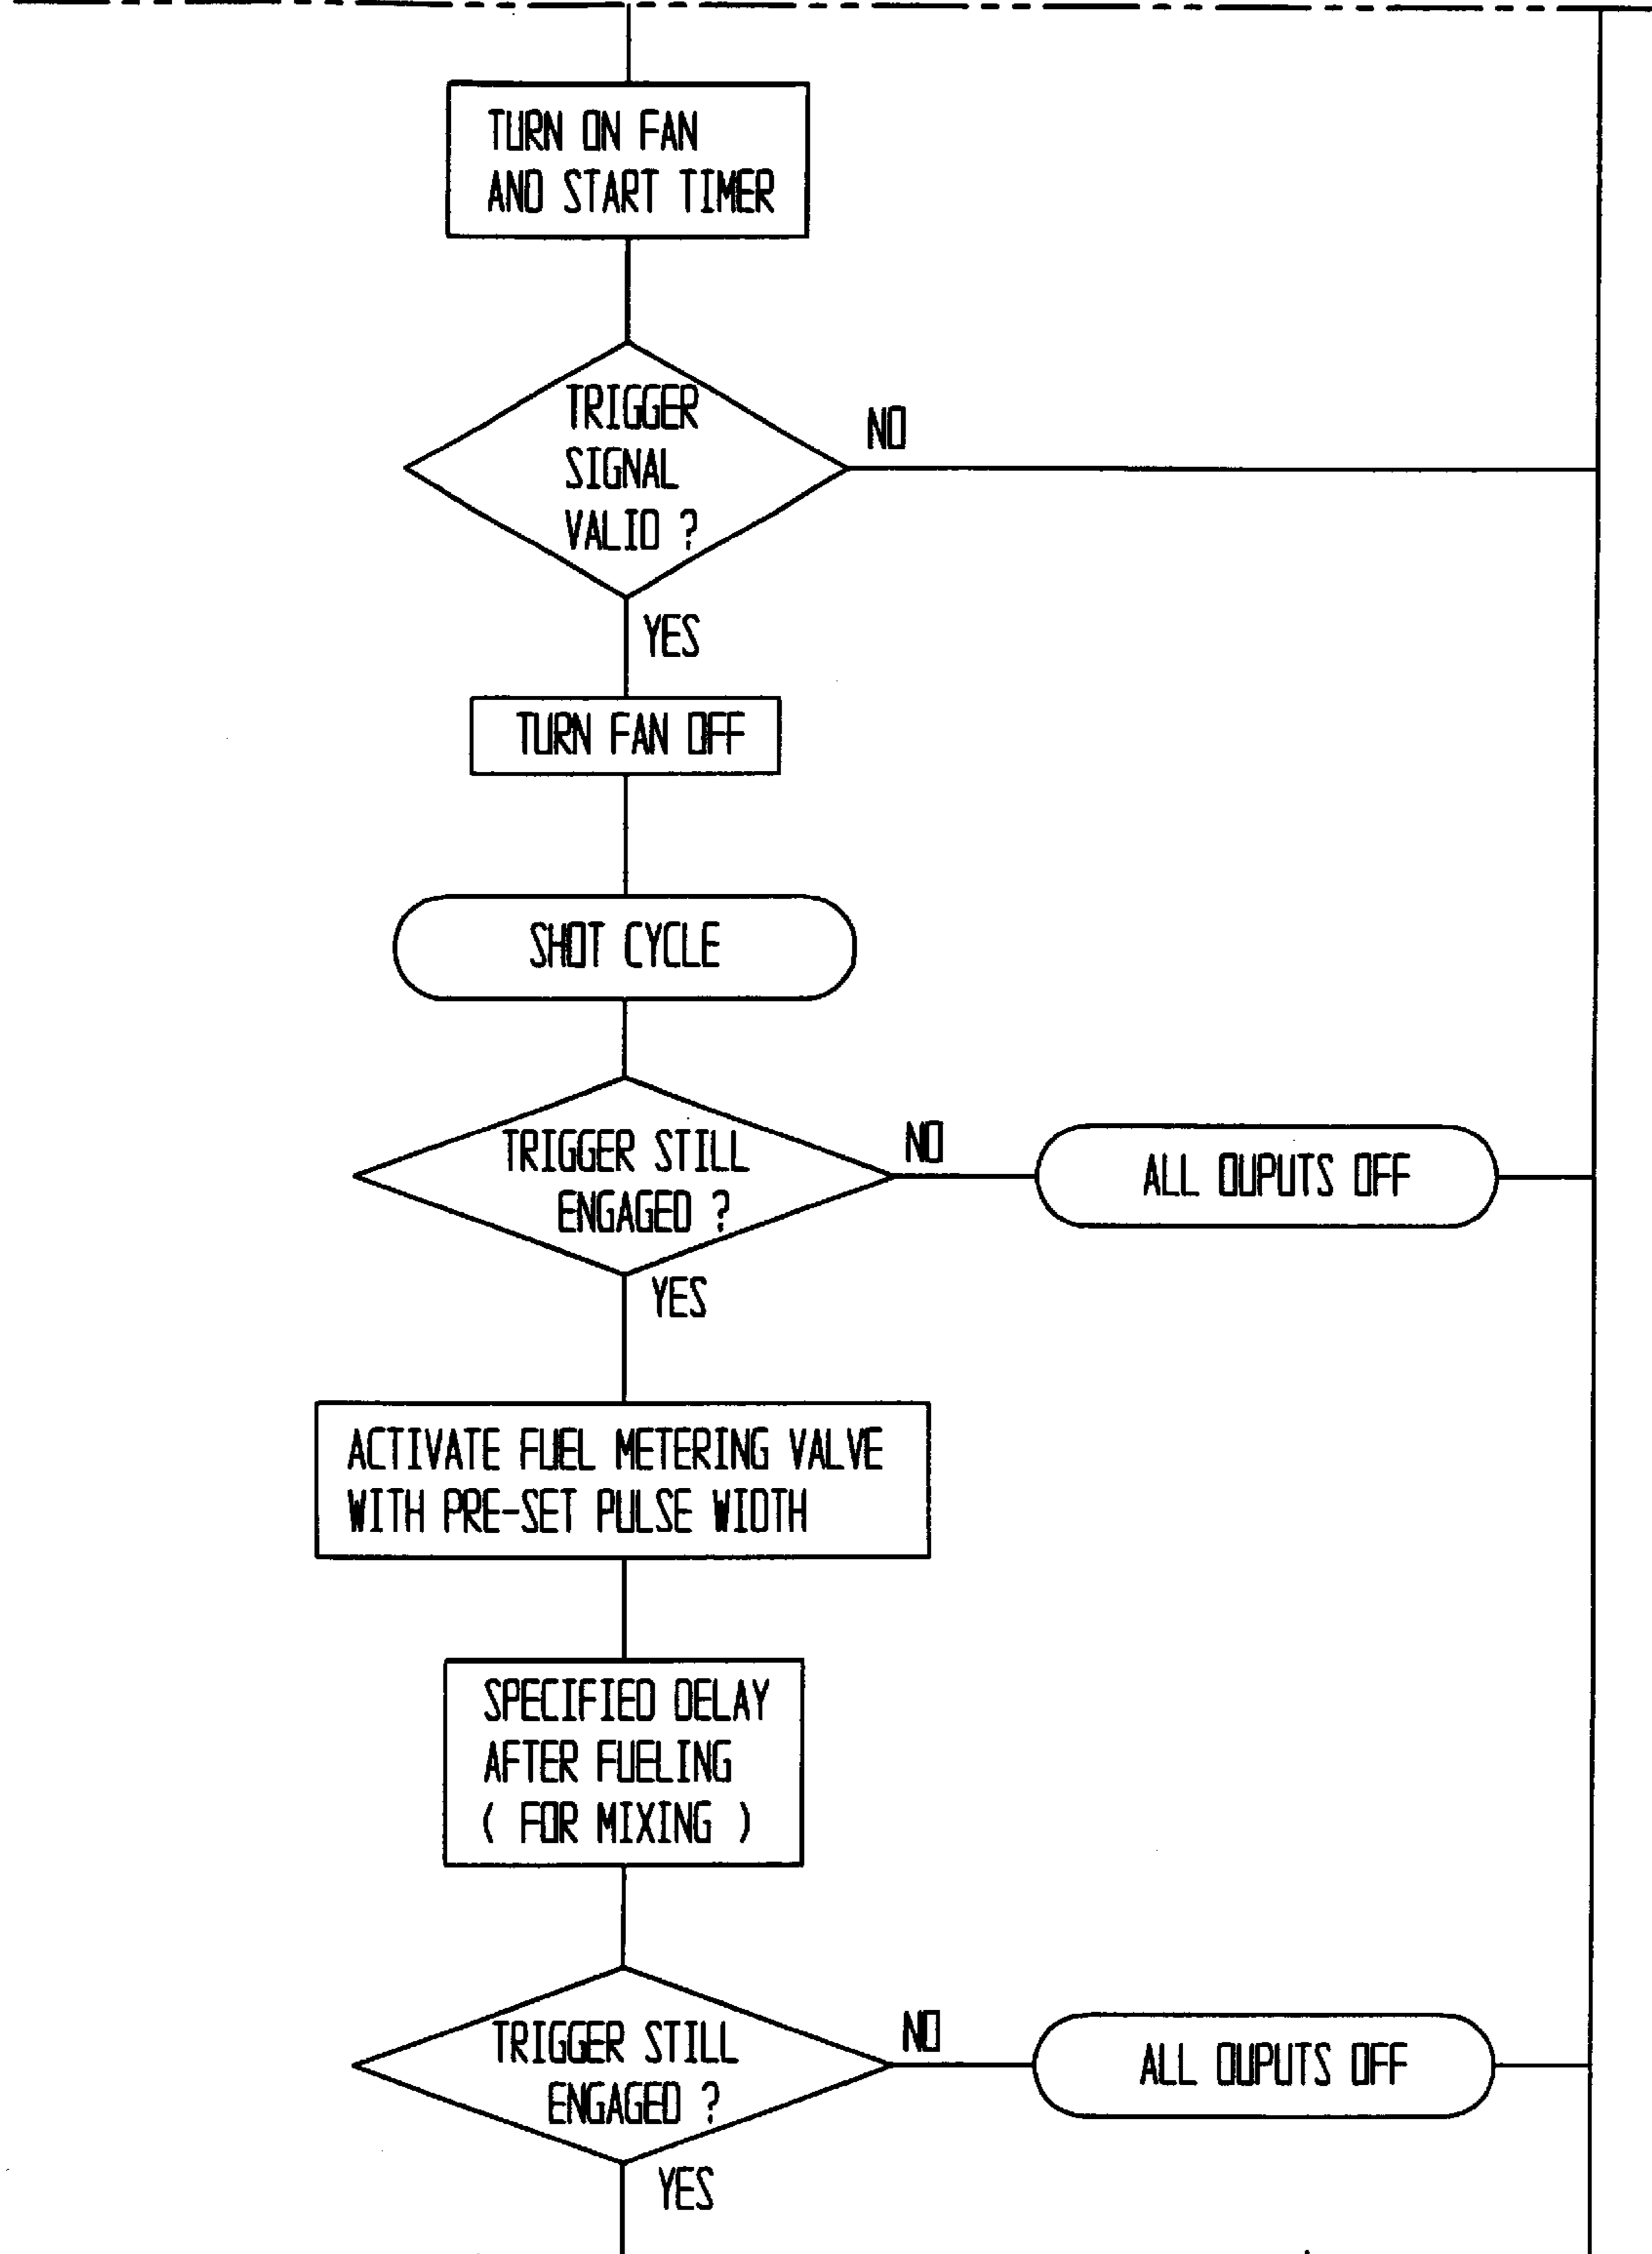 TURN ON FAN
AND START TIMER
TRIGGER
SIGNAL
VALID ?
NO
YES
TURN FAN OFF
SHOT CYCLE
TRIGGER STILL
ENGAGED ?
NO
ALL OUPUTS OFF
YES
ACTIVATE FUEL METERING VALVE
WITH PRE-SET PULSE WIDTH
SPECIFIED DELAY
AFTER FUELING
( FOR MIXING )
TRIGGER STILL
ENGAGED ?
NO
ALL OUPUTS OFF
YES